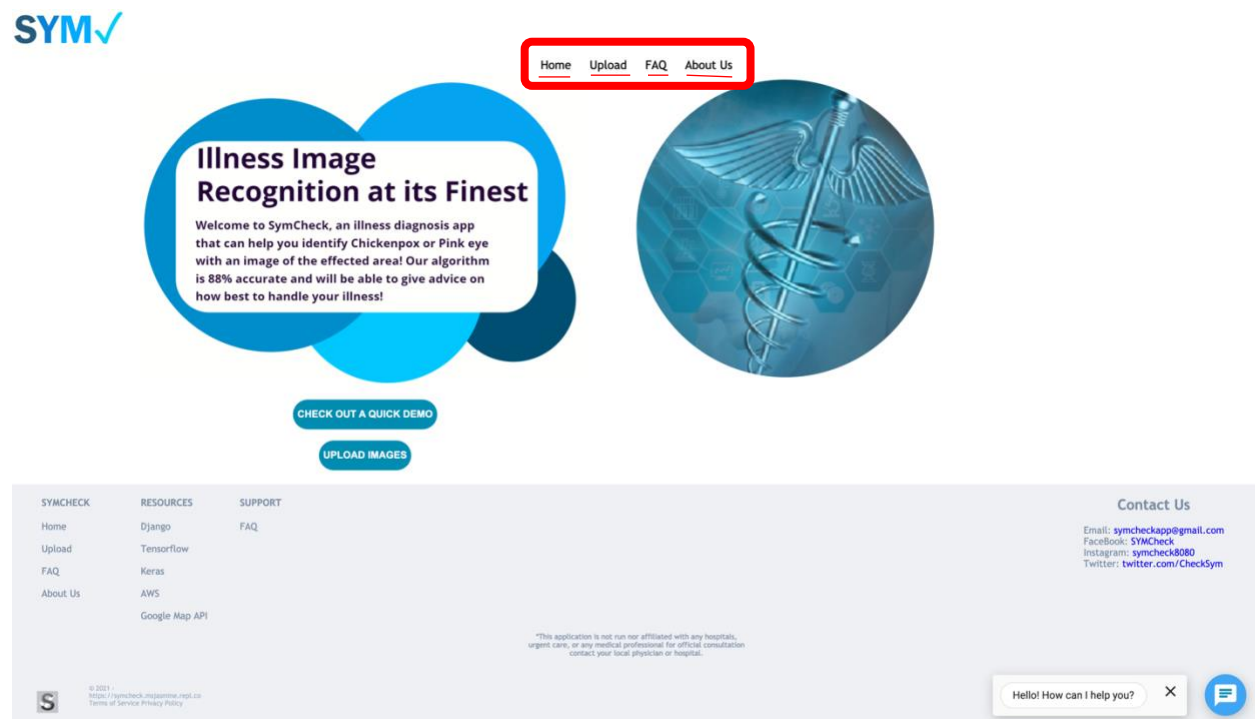 SYM✓
Home Upload FAQ About Us
Illness Image
Recognition at its Finest
Welcome to SymCheck, an illness diagnosis app
that can help you identify Chickenpox or Pink eye
with an image of the effected area! Our algorithm
is 88% accurate and will be able to give advice on
how best to handle your illness!
CHECK OUT A QUICK DEMO
UPLOAD IMAGES
SYMCHECK
Home
Upload
FAQ
About Us
RESOURCES
Django
Tensorflow
Keras
AWS
Google Map API
SUPPORT
FAQ
Contact Us
Email: symcheckapp@gmail.com
FaceBook: SYMCheck
Instagram: symcheck8080
Twitter: twitter.com/CheckSym
*This application is not run nor affiliated with any hospitals,
urgent care, or any medical professional for official consultation
contact your local physician or hospital.
S
© 2021 -
https://symcheck.msjasmine.repl.co
Terms of Service Privacy Policy
Hello! How can I help you?